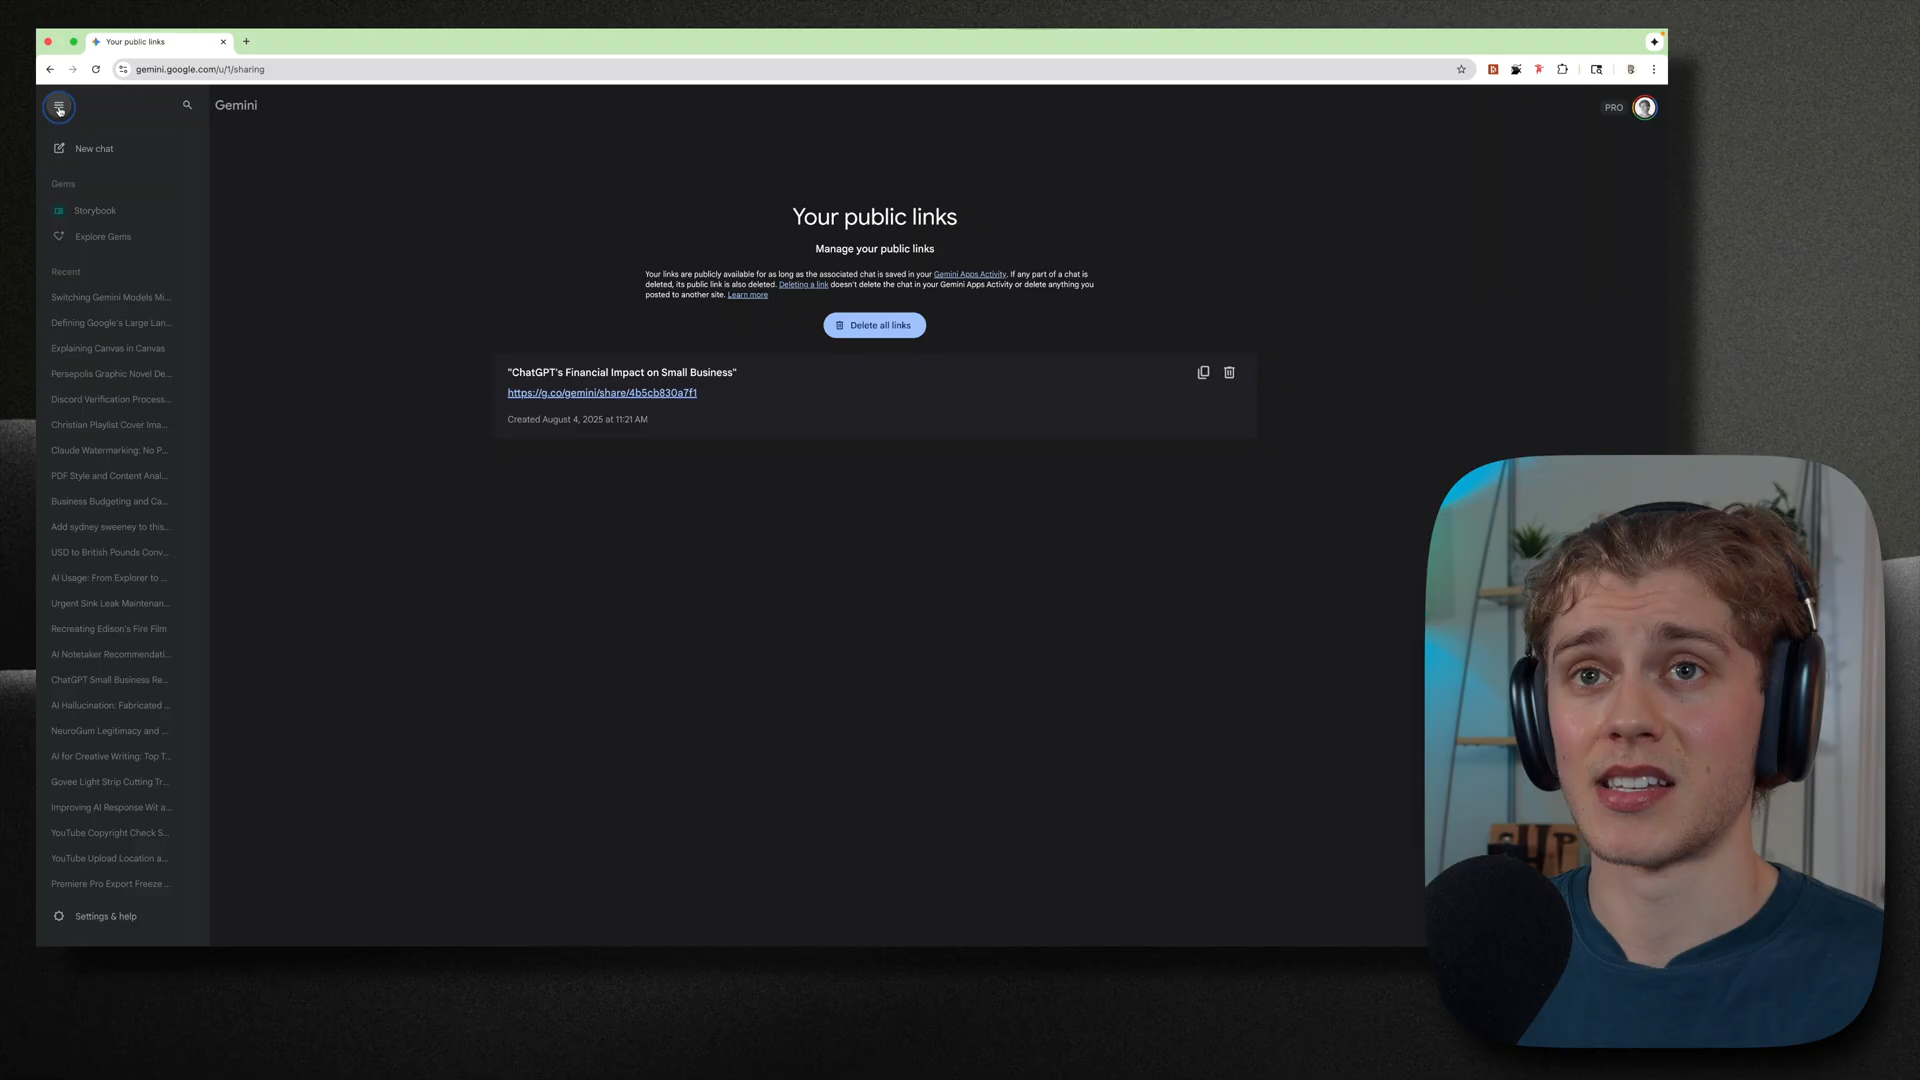 Your public links
gemini.google.com/u/1/sharing
Gemini
PRO
New chat
Gems
Storybook
Explore Gems
Recent
Switching Gemini Models Mi...
Defining Google's Large Lan...
Explaining Canvas in Canvas
Persepolis Graphic Novel De...
Discord Verification Process...
Christian Playlist Cover Ima...
Claude Watermarking: No P...
PDF Style and Content Anal...
Business Budgeting and Ca...
Add sydney sweeney to this...
USD to British Pounds Conv...
AI Usage: From Explorer to ...
Urgent Sink Leak Maintenan...
Recreating Edison's Fire Film
AI Notetaker Recommendati...
ChatGPT Small Business Re...
AI Hallucination: Fabricated ...
NeuroGum Legitimacy and ...
AI for Creative Writing: Top T...
Govee Light Strip Cutting Tr...
Improving AI Response Wit a...
YouTube Copyright Check S...
YouTube Upload Location a...
Premiere Pro Export Freeze ...
Settings & help
Your public links
Manage your public links
Your links are publicly available for as long as the associated chat is saved in your Gemini Apps Activity. If any part of a chat is
deleted, its public link is also deleted. Deleting a link doesn't delete the chat in your Gemini Apps Activity or delete anything you
posted to another site. Learn more
Delete all links
"ChatGPT's Financial Impact on Small Business"
https://g.co/gemini/share/4b5cb830a7f1
Created August 4, 2025 at 11:21 AM